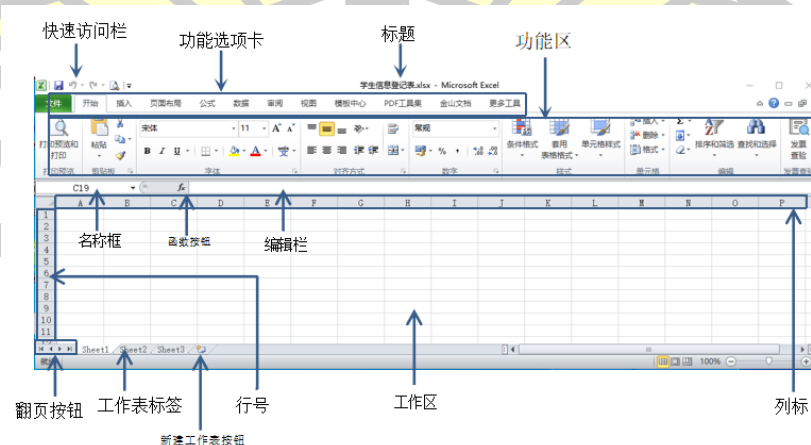 快速访问栏
功能选项卡
标题
功能区
学生信息登记表.xlsx - Microsoft Excel
文件 开始 插入 页面布局 公式 数据 审阅 视图 模板中心 PDF工具集 金山文档 更多工具
宋体 11 A A 常规
打印预览和打印 粘贴 B I U A % , 条件格式 套用表格格式 单元格样式 插入 删除 格式 Σ 排序和筛选 查找和选择 发票查验
打印预览 剪贴板 字体 对齐方式 数字 样式 单元格 编辑 发票查验
C19 fx
A B C D E F G H I J K L M N O P
1
2
3
4
5
6
7
8
9
10
11
名称框
函数按钮
编辑栏
Sheet1 Sheet2 Sheet3
100%
翻页按钮
工作表标签
行号
工作区
列标
新建工作表按钮